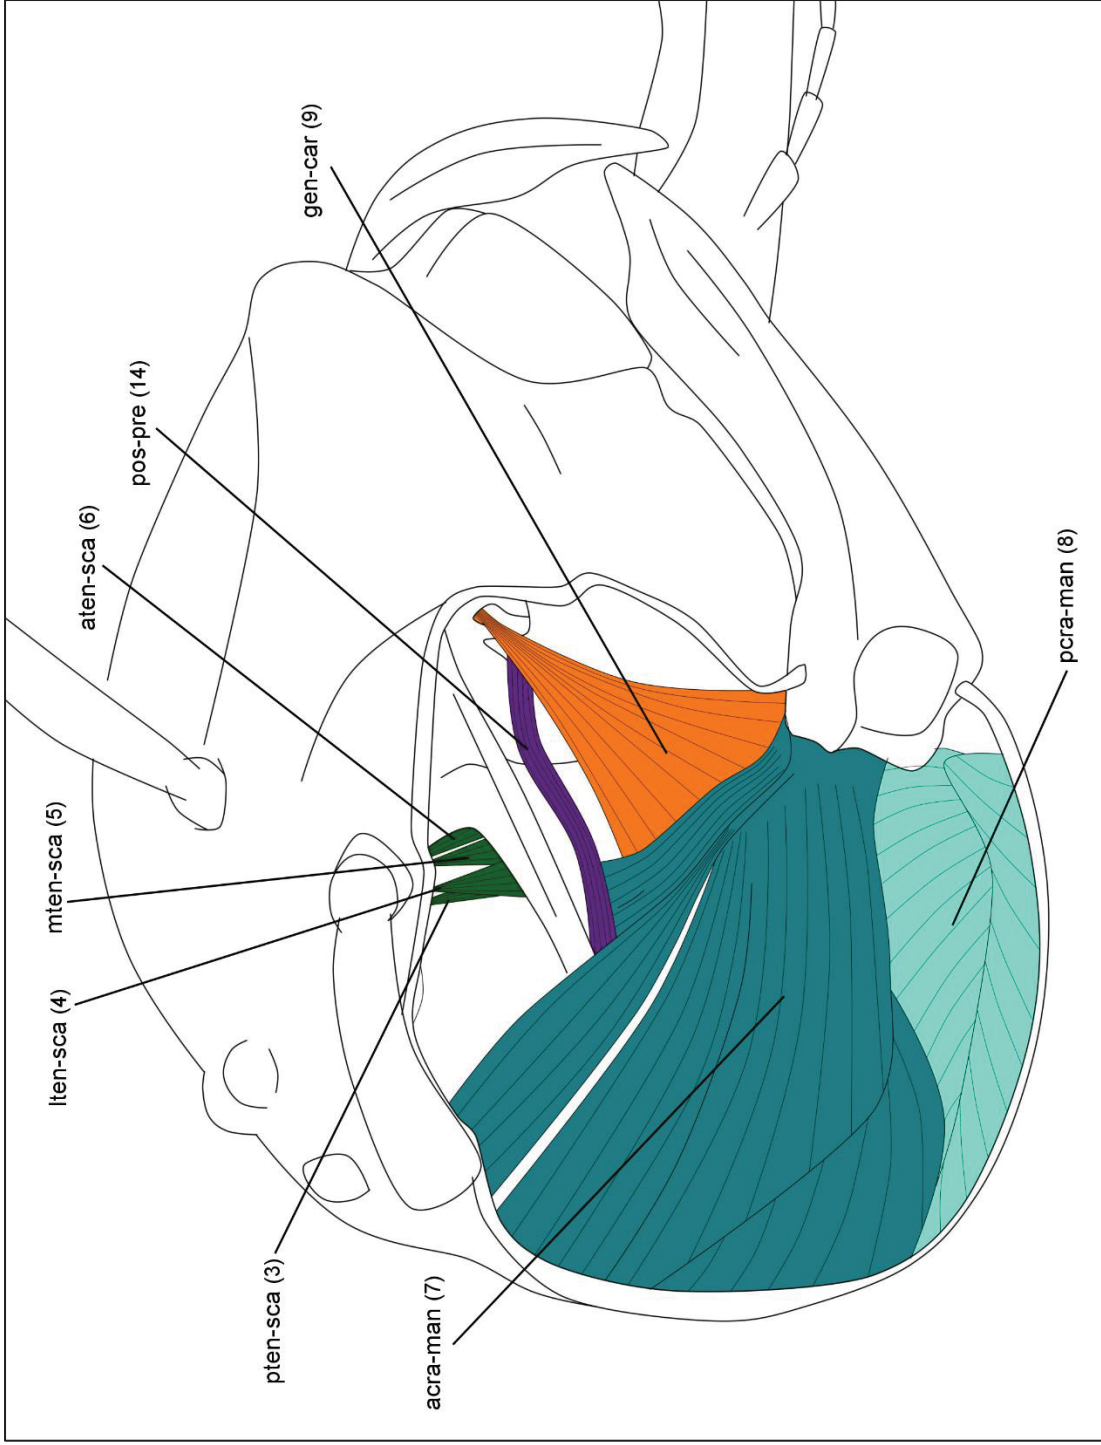 lten-sca (4)
mten-sca (5)
aten-sca (6)
pos-pre (14)
pten-sca (3)
gen-car (9)
acra-man (7)
pcra-man (8)